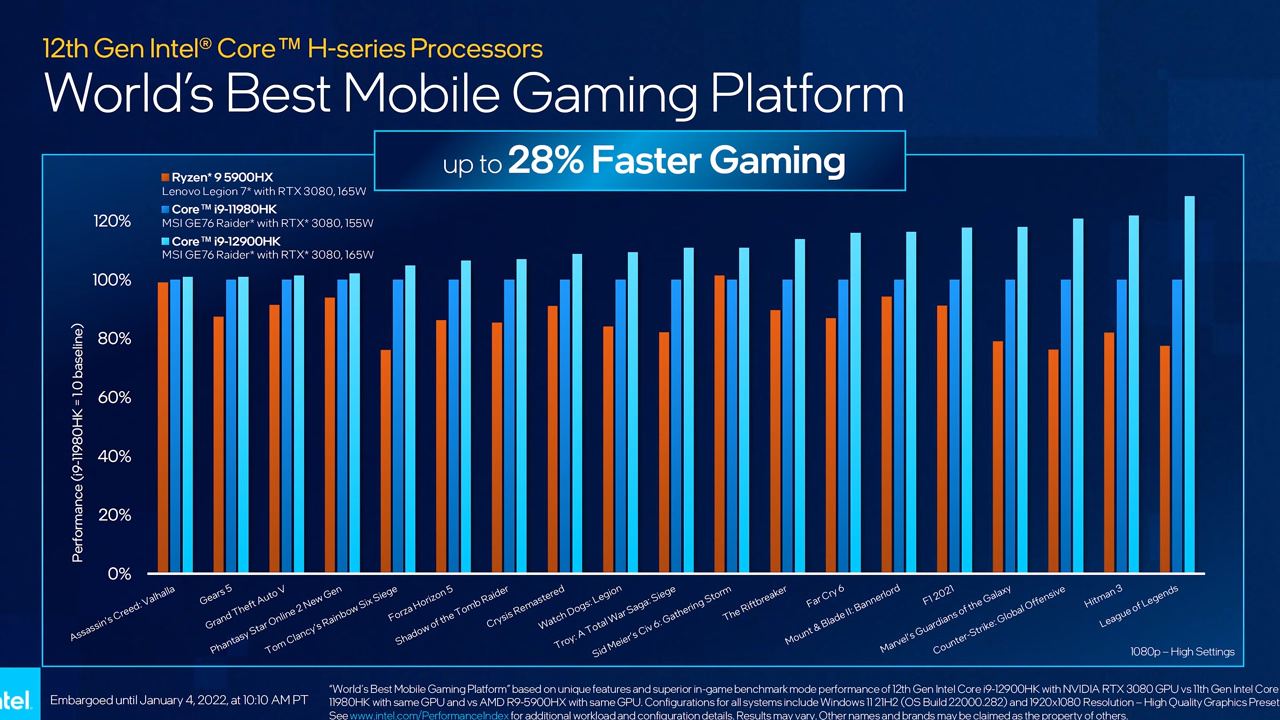 12th Gen Intel® Core™ H-series Processors
World's Best Mobile Gaming Platform
up to 28% Faster Gaming
Ryzen* 9 5900HX
Lenovo Legion 7* with RTX 3080, 165W
Core™ i9-11980HK
MSI GE76 Raider* with RTX* 3080, 155W
Core™ i9-12900HK
MSI GE76 Raider* with RTX* 3080, 165W
Performance (i9-11980HK = 1.0 baseline)
120%
100%
80%
60%
40%
20%
0%
Assassin's Creed: Valhalla
Gears 5
Grand Theft Auto V
Phantasy Star Online 2 New Gen
Tom Clancy's Rainbow Six Siege
Forza Horizon 5
Shadow of the Tomb Raider
Crysis Remastered
Watch Dogs: Legion
Troy: A Total War Saga: Siege
Sid Meier's Civ 6: Gathering Storm
The Riftbreaker
Far Cry 6
Mount & Blade II: Bannerlord
F1 2021
Marvel's Guardians of the Galaxy
Counter-Strike: Global Offensive
Hitman 3
League of Legends
1080p – High Settings
ntel.
Embargoed until January 4, 2022, at 10:10 AM PT
"World's Best Mobile Gaming Platform" based on unique features and superior in-game benchmark mode performance of 12th Gen Intel Core i9-12900HK with NVIDIA RTX 3080 GPU vs 11th Gen Intel Core
11980HK with same GPU and vs AMD R9-5900HX with same GPU. Configurations for all systems include Windows 11 21H2 (OS Build 22000.282) and 1920x1080 Resolution – High Quality Graphics Preset
See www.intel.com/PerformanceIndex for additional workload and configuration details. Results may vary. Other names and brands may be claimed as the property of others.